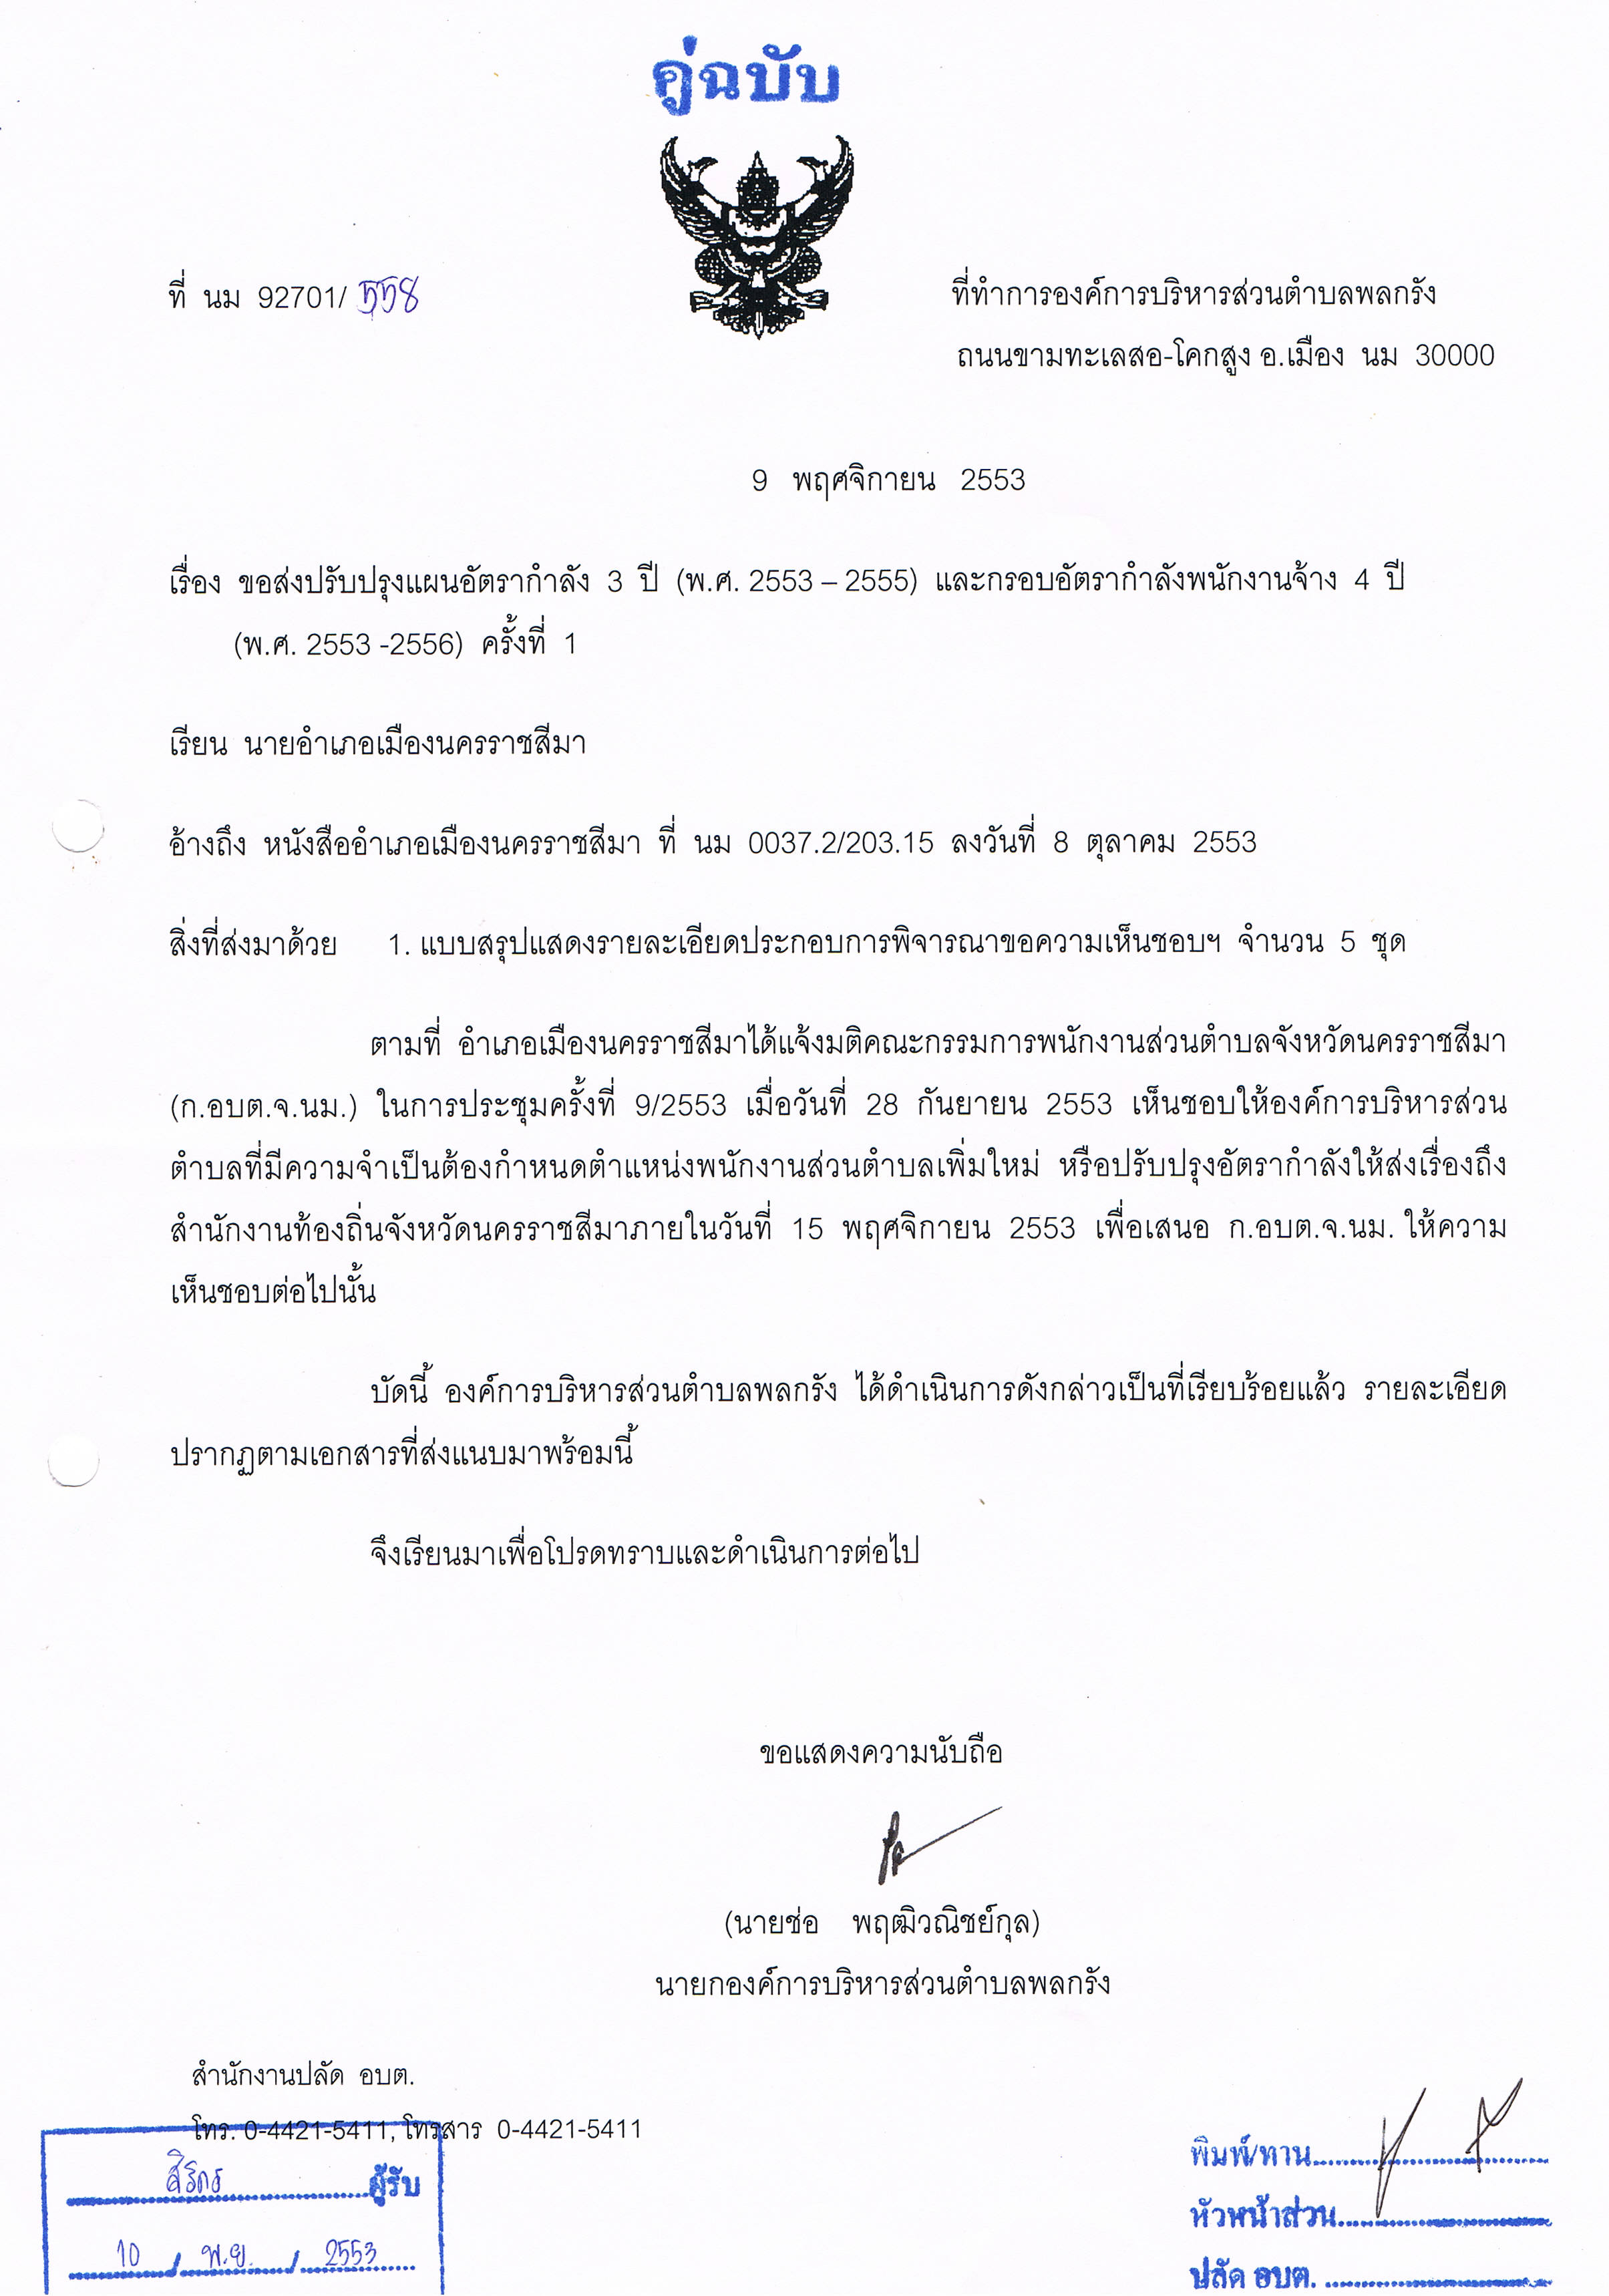 คู่ฉบับ
ที่ นม 92701/ 558
ที่ทำการองค์การบริหารส่วนตำบลพลกรัง
ถนนขามทะเลสอ-โคกสูง อ.เมือง นม 30000
9 พฤศจิกายน 2553
เรื่อง ขอส่งปรับปรุงแผนอัตรากำลัง 3 ปี (พ.ศ. 2553 – 2555) และกรอบอัตรากำลังพนักงานจ้าง 4 ปี
(พ.ศ. 2553 -2556) ครั้งที่ 1
เรียน นายอำเภอเมืองนครราชสีมา
อ้างถึง หนังสืออำเภอเมืองนครราชสีมา ที่ นม 0037.2/203.15 ลงวันที่ 8 ตุลาคม 2553
สิ่งที่ส่งมาด้วย 1. แบบสรุปแสดงรายละเอียดประกอบการพิจารณาขอความเห็นชอบฯ จำนวน 5 ชุด
ตามที่ อำเภอเมืองนครราชสีมาได้แจ้งมติคณะกรรมการพนักงานส่วนตำบลจังหวัดนครราชสีมา
(ก.อบต.จ.นม.) ในการประชุมครั้งที่ 9/2553 เมื่อวันที่ 28 กันยายน 2553 เห็นชอบให้องค์การบริหารส่วน
ตำบลที่มีความจำเป็นต้องกำหนดตำแหน่งพนักงานส่วนตำบลเพิ่มใหม่ หรือปรับปรุงอัตรากำลังให้ส่งเรื่องถึง
สำนักงานท้องถิ่นจังหวัดนครราชสีมาภายในวันที่ 15 พฤศจิกายน 2553 เพื่อเสนอ ก.อบต.จ.นม. ให้ความ
เห็นชอบต่อไปนั้น
บัดนี้ องค์การบริหารส่วนตำบลพลกรัง ได้ดำเนินการดังกล่าวเป็นที่เรียบร้อยแล้ว รายละเอียด
ปรากฏตามเอกสารที่ส่งแนบมาพร้อมนี้
จึงเรียนมาเพื่อโปรดทราบและดำเนินการต่อไป
ขอแสดงความนับถือ
(นายช่อ พฤฒิวณิชย์กุล)
นายกองค์การบริหารส่วนตำบลพลกรัง
สำนักงานปลัด อบต.
โทร. 0-4421-5411, โทรสาร 0-4421-5411
ผู้รับ
10 / พ.ย. / 2553
พิมพ์/ทาน
หัวหน้าส่วน
ปลัด อบต.